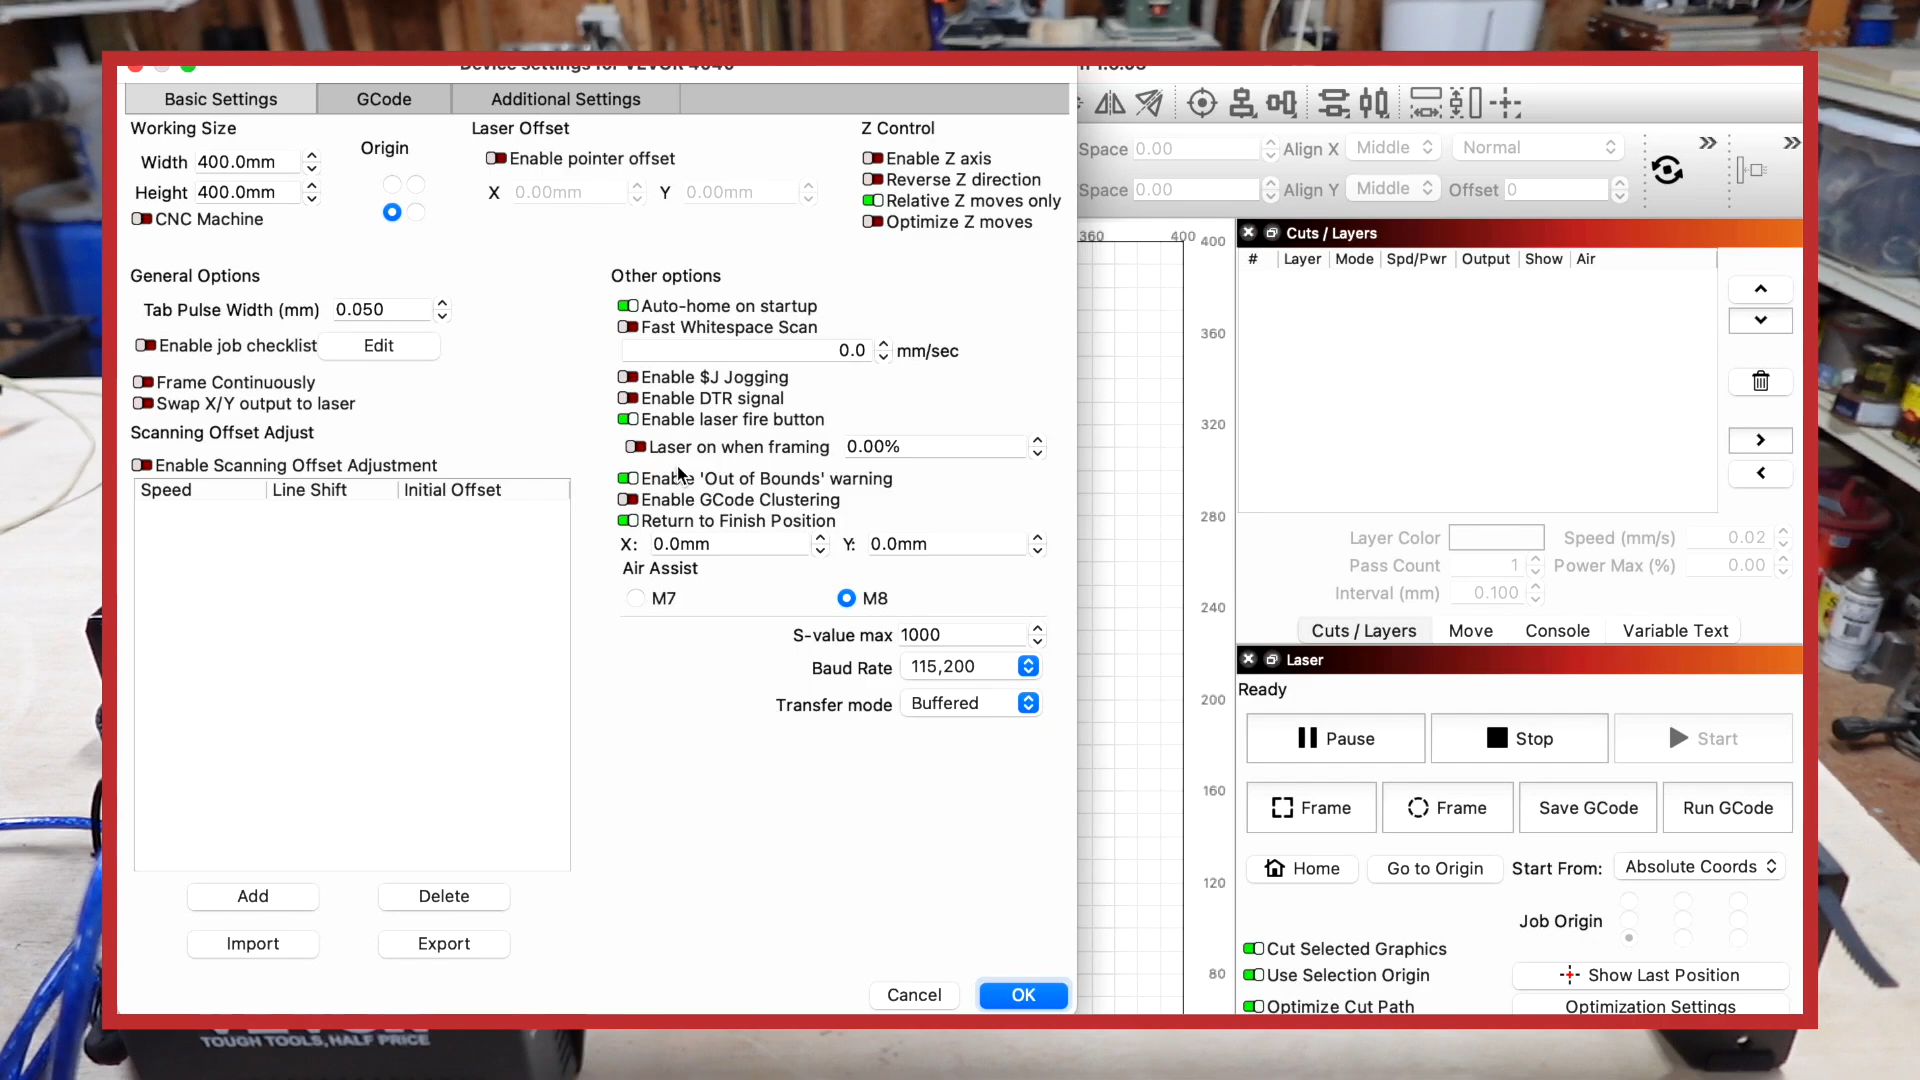 Device settings for VEVOR 4040
Basic Settings
GCode
Additional Settings
Working Size
Width 400.0mm
Height 400.0mm
CNC Machine
Origin
Laser Offset
Enable pointer offset
X 0.00mm Y 0.00mm
Z Control
Enable Z axis
Reverse Z direction
Relative Z moves only
Optimize Z moves
General Options
Tab Pulse Width (mm) 0.050
Enable job checklist Edit
Frame Continuously
Swap X/Y output to laser
Scanning Offset Adjust
Enable Scanning Offset Adjustment
Speed Line Shift Initial Offset
Add Delete
Import Export
Other options
Auto-home on startup
Fast Whitespace Scan
0.0 mm/sec
Enable $J Jogging
Enable DTR signal
Enable laser fire button
Laser on when framing 0.00%
Enable 'Out of Bounds' warning
Enable GCode Clustering
Return to Finish Position
X: 0.0mm Y: 0.0mm
Air Assist
M7 M8
S-value max 1000
Baud Rate 115,200
Transfer mode Buffered
Cancel OK
Space 0.00 Align X Middle Normal
Space 0.00 Align Y Middle Offset 0
360 400
400
360
320
280
240
200
160
120
80
Cuts / Layers
# Layer Mode Spd/Pwr Output Show Air
Layer Color Speed (mm/s) 0.02
Pass Count 1 Power Max (%) 0.00
Interval (mm) 0.100
Cuts / Layers Move Console Variable Text
Laser
Ready
Pause Stop Start
Frame Frame Save GCode Run GCode
Home Go to Origin Start From: Absolute Coords
Job Origin
Cut Selected Graphics
Use Selection Origin Show Last Position
Optimize Cut Path Optimization Settings
VEVOR
TOUGH TOOLS, HALF PRICE